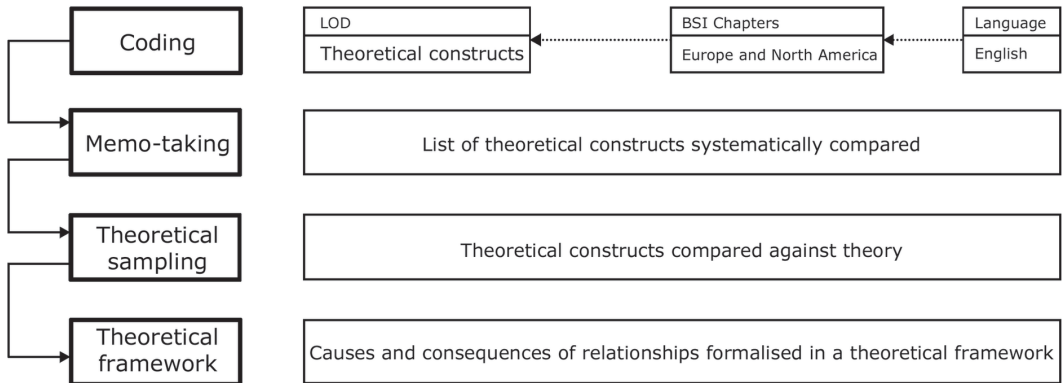 Coding
LOD
Theoretical constructs
BSI Chapters
Europe and North America
Language
English
Memo-taking
List of theoretical constructs systematically compared
Theoretical
sampling
Theoretical constructs compared against theory
Theoretical
framework
Causes and consequences of relationships formalised in a theoretical framework